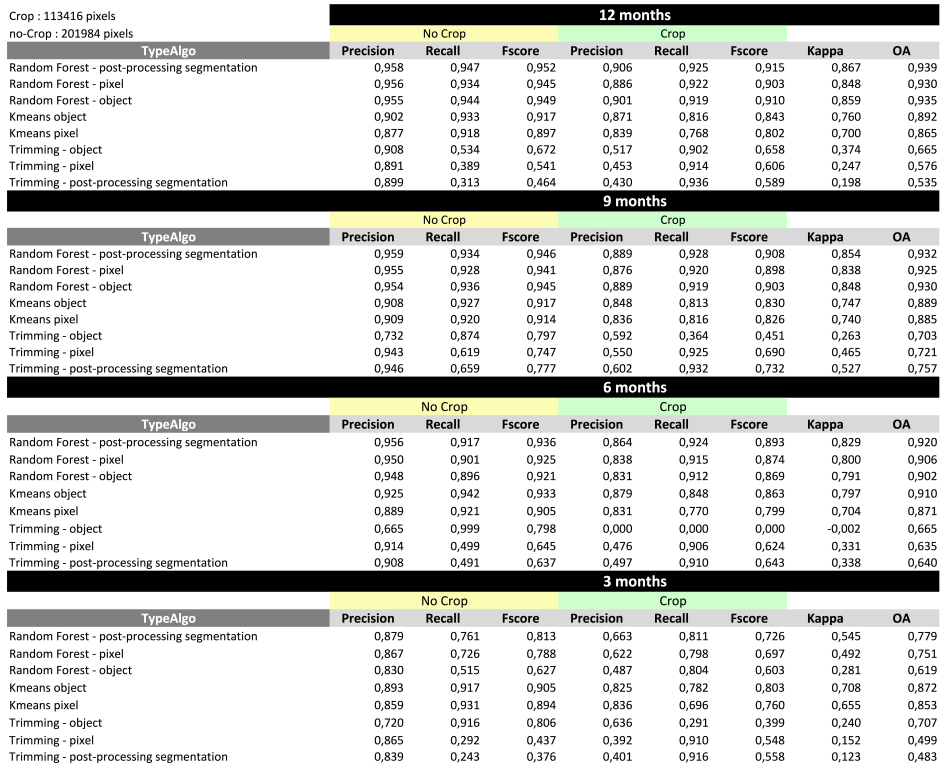 Crop : 113416 pixels 12 months
no-Crop : 201984 pixels No Crop Crop
TypeAlgo Precision Recall Fscore Precision Recall Fscore Kappa OA
Random Forest - post-processing segmentation 0,958 0,947 0,952 0,906 0,925 0,915 0,867 0,939
Random Forest - pixel 0,956 0,934 0,945 0,886 0,922 0,903 0,848 0,930
Random Forest - object 0,955 0,944 0,949 0,901 0,919 0,910 0,859 0,935
Kmeans object 0,902 0,933 0,917 0,871 0,816 0,843 0,760 0,892
Kmeans pixel 0,877 0,918 0,897 0,839 0,768 0,802 0,700 0,865
Trimming - object 0,908 0,534 0,672 0,517 0,902 0,658 0,374 0,665
Trimming - pixel 0,891 0,389 0,541 0,453 0,914 0,606 0,247 0,576
Trimming - post-processing segmentation 0,899 0,313 0,464 0,430 0,936 0,589 0,198 0,535
9 months
No Crop Crop
TypeAlgo Precision Recall Fscore Precision Recall Fscore Kappa OA
Random Forest - post-processing segmentation 0,959 0,934 0,946 0,889 0,928 0,908 0,854 0,932
Random Forest - pixel 0,955 0,928 0,941 0,876 0,920 0,898 0,838 0,925
Random Forest - object 0,954 0,936 0,945 0,889 0,919 0,903 0,848 0,930
Kmeans object 0,908 0,927 0,917 0,848 0,813 0,830 0,747 0,889
Kmeans pixel 0,909 0,920 0,914 0,836 0,816 0,826 0,740 0,885
Trimming - object 0,732 0,874 0,797 0,592 0,364 0,451 0,263 0,703
Trimming - pixel 0,943 0,619 0,747 0,550 0,925 0,690 0,465 0,721
Trimming - post-processing segmentation 0,946 0,659 0,777 0,602 0,932 0,732 0,527 0,757
6 months
No Crop Crop
TypeAlgo Precision Recall Fscore Precision Recall Fscore Kappa OA
Random Forest - post-processing segmentation 0,956 0,917 0,936 0,864 0,924 0,893 0,829 0,920
Random Forest - pixel 0,950 0,901 0,925 0,838 0,915 0,874 0,800 0,906
Random Forest - object 0,948 0,896 0,921 0,831 0,912 0,869 0,791 0,902
Kmeans object 0,925 0,942 0,933 0,879 0,848 0,863 0,797 0,910
Kmeans pixel 0,889 0,921 0,905 0,831 0,770 0,799 0,704 0,871
Trimming - object 0,665 0,999 0,798 0,000 0,000 0,000 -0,002 0,665
Trimming - pixel 0,914 0,499 0,645 0,476 0,906 0,624 0,331 0,635
Trimming - post-processing segmentation 0,908 0,491 0,637 0,497 0,910 0,643 0,338 0,640
3 months
No Crop Crop
TypeAlgo Precision Recall Fscore Precision Recall Fscore Kappa OA
Random Forest - post-processing segmentation 0,879 0,761 0,813 0,663 0,811 0,726 0,545 0,779
Random Forest - pixel 0,867 0,726 0,788 0,622 0,798 0,697 0,492 0,751
Random Forest - object 0,830 0,515 0,627 0,487 0,804 0,603 0,281 0,619
Kmeans object 0,893 0,917 0,905 0,825 0,782 0,803 0,708 0,872
Kmeans pixel 0,859 0,931 0,894 0,836 0,696 0,760 0,655 0,853
Trimming - object 0,720 0,916 0,806 0,636 0,291 0,399 0,240 0,707
Trimming - pixel 0,865 0,292 0,437 0,392 0,910 0,548 0,152 0,499
Trimming - post-processing segmentation 0,839 0,243 0,376 0,401 0,916 0,558 0,123 0,483